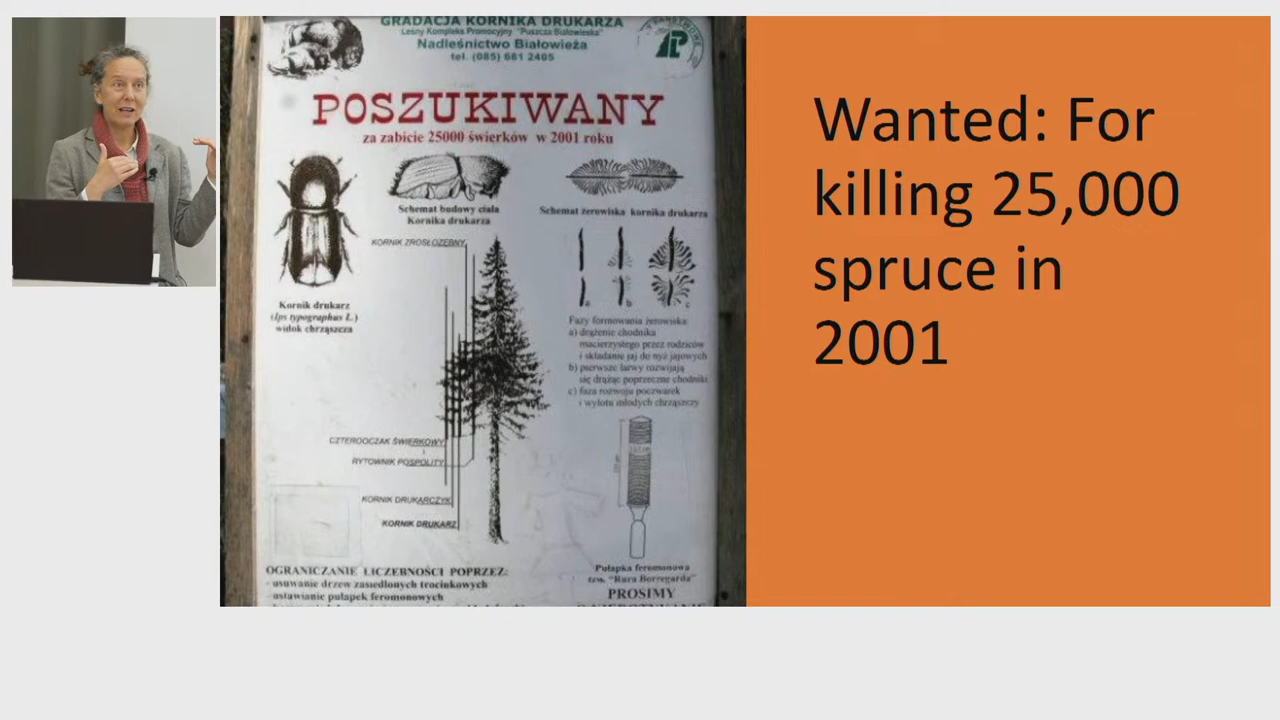 GRADACJA KORNIKA DRUKARZA
Leśny Kompleks Promocyjny "Puszcza Białowieska"
Nadleśnictwo Białowieża
tel. (085) 681 2405
POSZUKIWANY
za zabicie 25000 świerków w 2001 roku
Schemat budowy ciała
Kornika drukarza
Schemat żerowiska kornika drukarza
KORNIK ZROSŁOZĘBNY
a
b
c
Kornik drukarz
(Ips typographus L.)
widok chrząszcza
Fazy formowania żerowiska:
a) drążenie chodnika
macierzystego przez rodziców
i składanie jaj do nyż jajowych
b) pierwsze larwy rozwijają
się drążąc poprzeczne chodniki
c) faza rozwoju poczwarek
i wylotu młodych chrząszczy
CZTEROOCZAK ŚWIERKOWY
i
RYTOWNIK POSPOLITY
KORNIK DRUKARCZYK
KORNIK DRUKARZ
Pułapka feromonowa
tzw. "Rura Borregarda"
PROSIMY
OGRANICZANIE LICZEBNOŚCI POPRZEZ:
- usuwanie drzew zasiedlonych trocinkowych
- ustawianie pułapek feromonowych
Wanted: For
killing 25,000
spruce in
2001